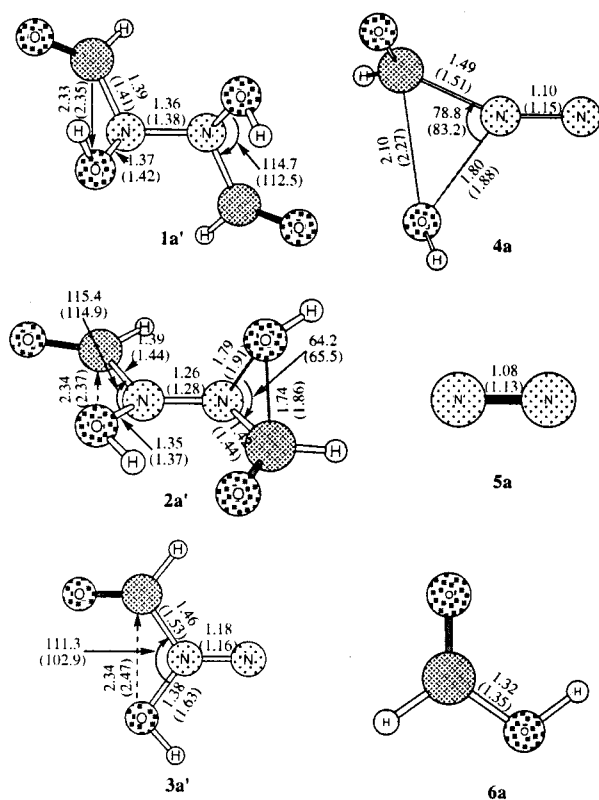 O
H
1.39
(1.41)
2.33
(2.35)
H
O
1.37
(1.42)
N
1.36
(1.38)
N
O
H
114.7
(112.5)
H
O
1a'
O
H
1.49
(1.51)
78.8
(83.2)
N
1.10
(1.15)
N
2.10
(2.27)
1.80
(1.88)
O
H
4a
115.4
(114.9)
O
H
1.39
(1.44)
2.34
(2.37)
O
H
1.35
(1.37)
N
1.26
(1.28)
N
1.79
(1.91)
O
H
64.2
(65.5)
1.74
(1.86)
(1.44)
H
O
2a'
N
1.08
(1.13)
N
5a
H
O
1.46
(1.53)
111.3
(102.9)
2.34
(2.47)
N
1.18
(1.16)
N
1.38
(1.63)
O
H
3a'
O
H
1.32
(1.35)
O
H
6a